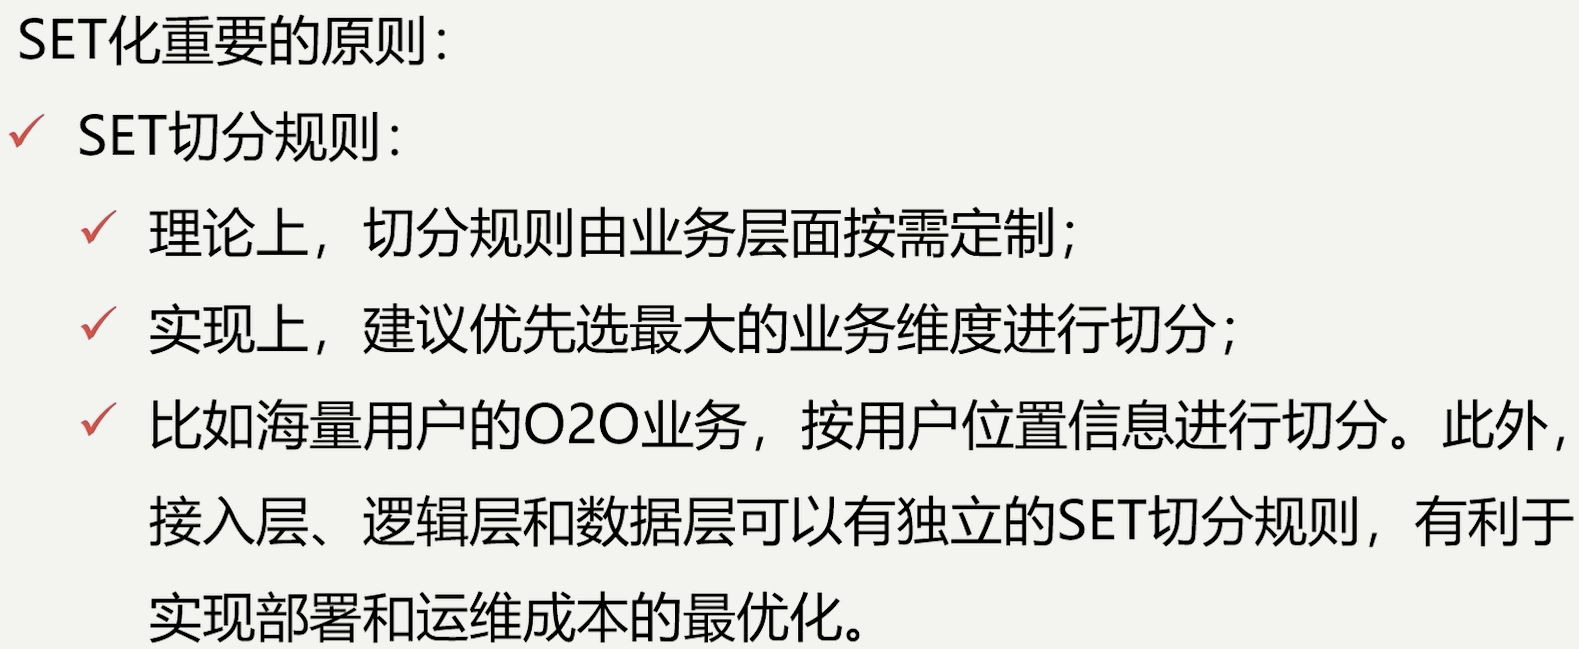 SET化重要的原则：
SET切分规则：
理论上，切分规则由业务层面按需定制；
实现上，建议优先选最大的业务维度进行切分；
比如海量用户的O2O业务，按用户位置信息进行切分。此外，
接入层、逻辑层和数据层可以有独立的SET切分规则，有利于
实现部署和运维成本的最优化。